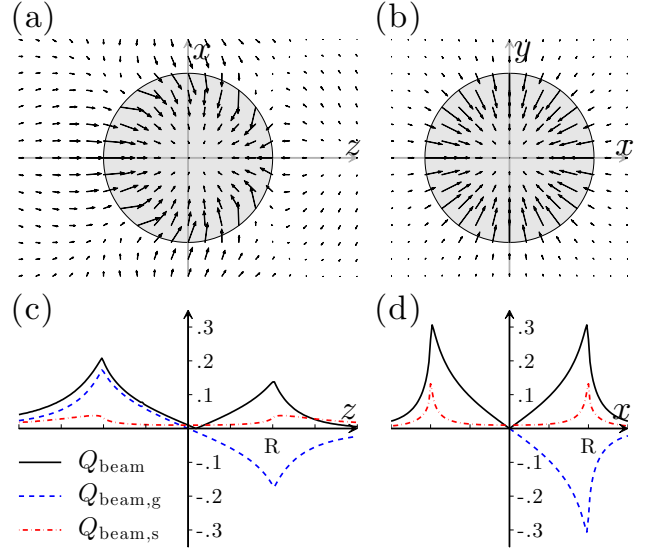 (a) (b)
x y
z x
(c) (d)
.3 .3
.2 .2
.1 .1
z x
R R
-.1 -.1
-.2 -.2
-.3 -.3
Q_beam
Q_beam,g
Q_beam,s